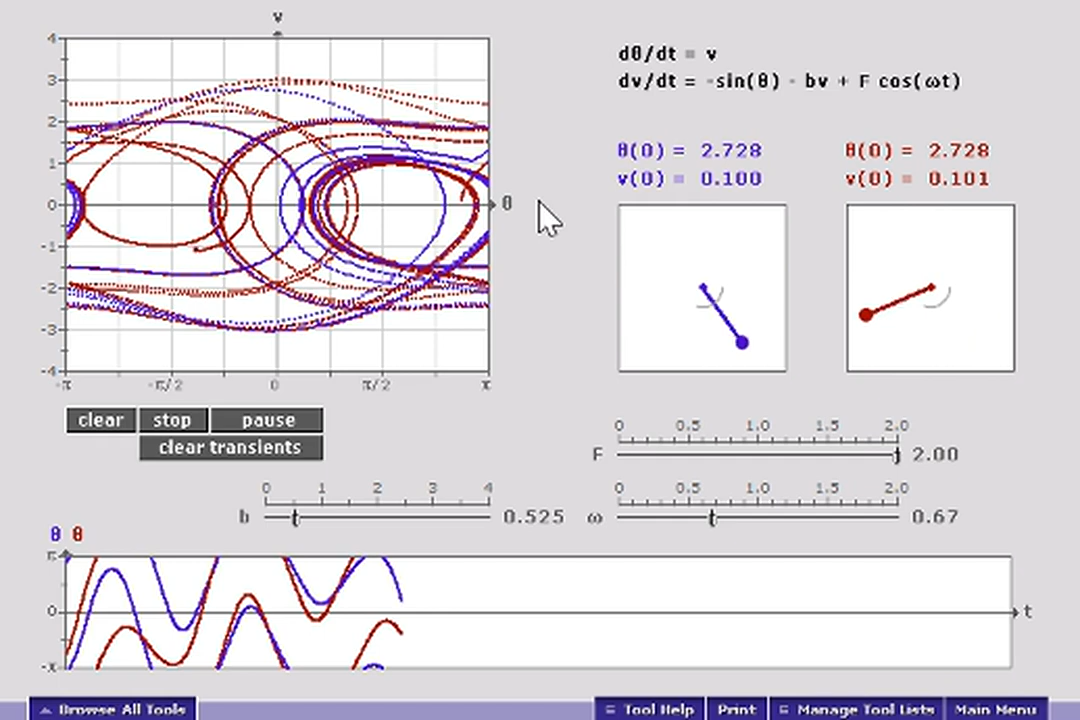 v
4
3
2
1
0
-1
-2
-3
-4
θ
-π -π/2 0 π/2 π
clear stop pause
clear transients
dθ/dt = v
dv/dt = -sin(θ) - bv + F cos(ωt)
θ(0) = 2.728
v(0) = 0.100
θ(0) = 2.728
v(0) = 0.101
0 0.5 1.0 1.5 2.0
F 2.00
0 1 2 3 4
b 0.525
0 0.5 1.0 1.5 2.0
ω 0.67
θ θ
π
0
-π
t
Browse All Tools
Tool Help Print Manage Tool Lists Main Menu